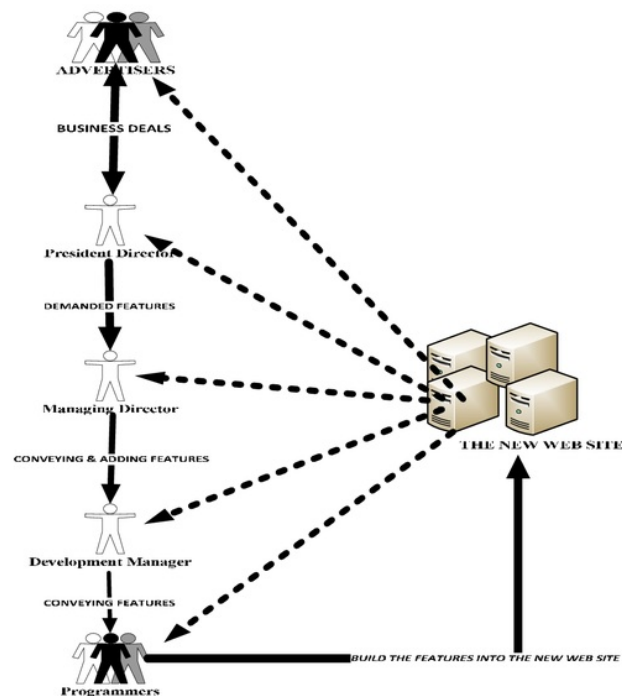 ADVERTISERS
BUSINESS DEALS
President Director
DEMANDED FEATURES
Managing Director
THE NEW WEB SITE
CONVEYING & ADDING FEATURES
Development Manager
CONVEYING FEATURES
BUILD THE FEATURES INTO THE NEW WEB SITE
Programmers